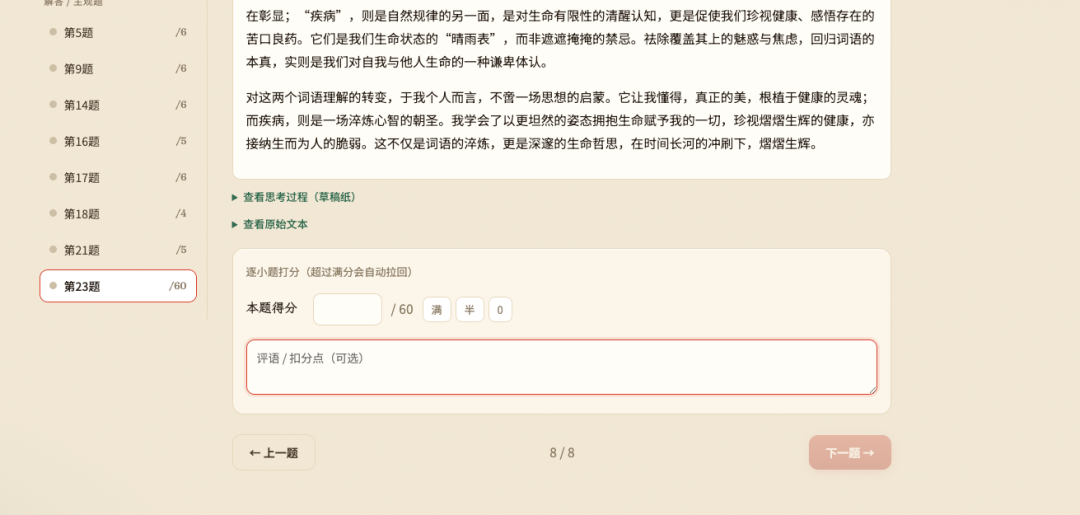 解答 / 主观题
第5题 /6
第9题 /6
第14题 /6
第16题 /5
第17题 /6
第18题 /4
第21题 /5
第23题 /60
在彰显；“疾病”，则是自然规律的另一面，是对生命有限性的清醒认知，更是促使我们珍视健康、感悟存在的
苦口良药。它们是我们生命状态的“晴雨表”，而非遮遮掩掩的禁忌。祛除覆盖其上的魅惑与焦虑，回归词语的
本真，实则是我们对自我与他人生命的一种谦卑体认。
对这两个词语理解的转变，于我个人而言，不啻一场思想的启蒙。它让我懂得，真正的美，根植于健康的灵魂；
而疾病，则是一场淬炼心智的朝圣。我学会了以更坦然的姿态拥抱生命赋予我的一切，珍视熠熠生辉的健康，亦
接纳生而为人的脆弱。这不仅是词语的淬炼，更是深邃的生命哲思，在时间长河的冲刷下，熠熠生辉。
▶ 查看思考过程（草稿纸）
▶ 查看原始文本
逐小题打分（超过满分会自动拉回）
本题得分 / 60 满 半 0
评语 / 扣分点（可选）
← 上一题 8 / 8 下一题 →